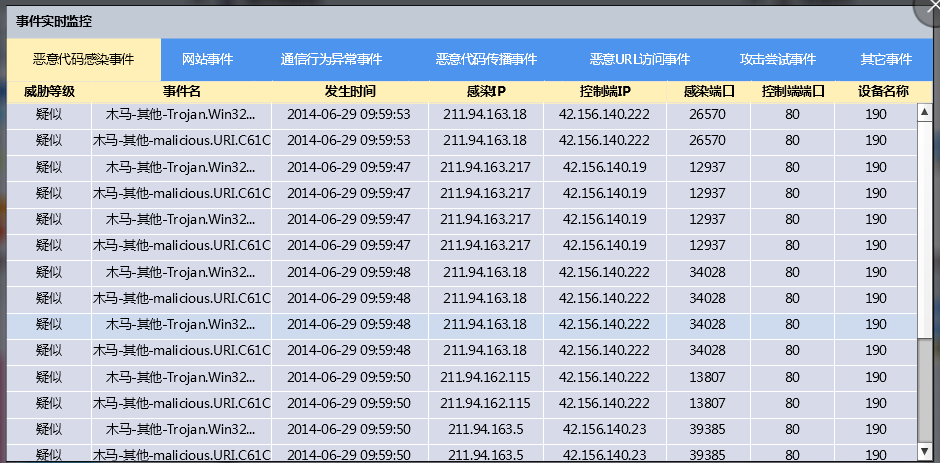 事件实时监控
恶意代码感染事件 网站事件 通信行为异常事件 恶意代码传播事件 恶意URL访问事件 攻击尝试事件 其它事件
威胁等级 事件名 发生时间 感染IP 控制端IP 感染端口 控制端端口 设备名称
疑似 木马-其他-Trojan.Win32... 2014-06-29 09:59:53 211.94.163.18 42.156.140.222 26570 80 190
疑似 木马-其他-malicious.URI.C61C 2014-06-29 09:59:53 211.94.163.18 42.156.140.222 26570 80 190
疑似 木马-其他-Trojan.Win32... 2014-06-29 09:59:47 211.94.163.217 42.156.140.19 12937 80 190
疑似 木马-其他-malicious.URI.C61C 2014-06-29 09:59:47 211.94.163.217 42.156.140.19 12937 80 190
疑似 木马-其他-Trojan.Win32... 2014-06-29 09:59:47 211.94.163.217 42.156.140.19 12937 80 190
疑似 木马-其他-malicious.URI.C61C 2014-06-29 09:59:47 211.94.163.217 42.156.140.19 12937 80 190
疑似 木马-其他-Trojan.Win32... 2014-06-29 09:59:48 211.94.163.18 42.156.140.222 34028 80 190
疑似 木马-其他-malicious.URI.C61C 2014-06-29 09:59:48 211.94.163.18 42.156.140.222 34028 80 190
疑似 木马-其他-Trojan.Win32... 2014-06-29 09:59:48 211.94.163.18 42.156.140.222 34028 80 190
疑似 木马-其他-malicious.URI.C61C 2014-06-29 09:59:48 211.94.163.18 42.156.140.222 34028 80 190
疑似 木马-其他-Trojan.Win32... 2014-06-29 09:59:50 211.94.162.115 42.156.140.222 13807 80 190
疑似 木马-其他-malicious.URI.C61C 2014-06-29 09:59:50 211.94.162.115 42.156.140.222 13807 80 190
疑似 木马-其他-Trojan.Win32... 2014-06-29 09:59:50 211.94.163.5 42.156.140.23 39385 80 190
疑似 木马-其他-malicious.URI.C61C 2014-06-29 09:59:50 211.94.163.5 42.156.140.23 39385 80 190